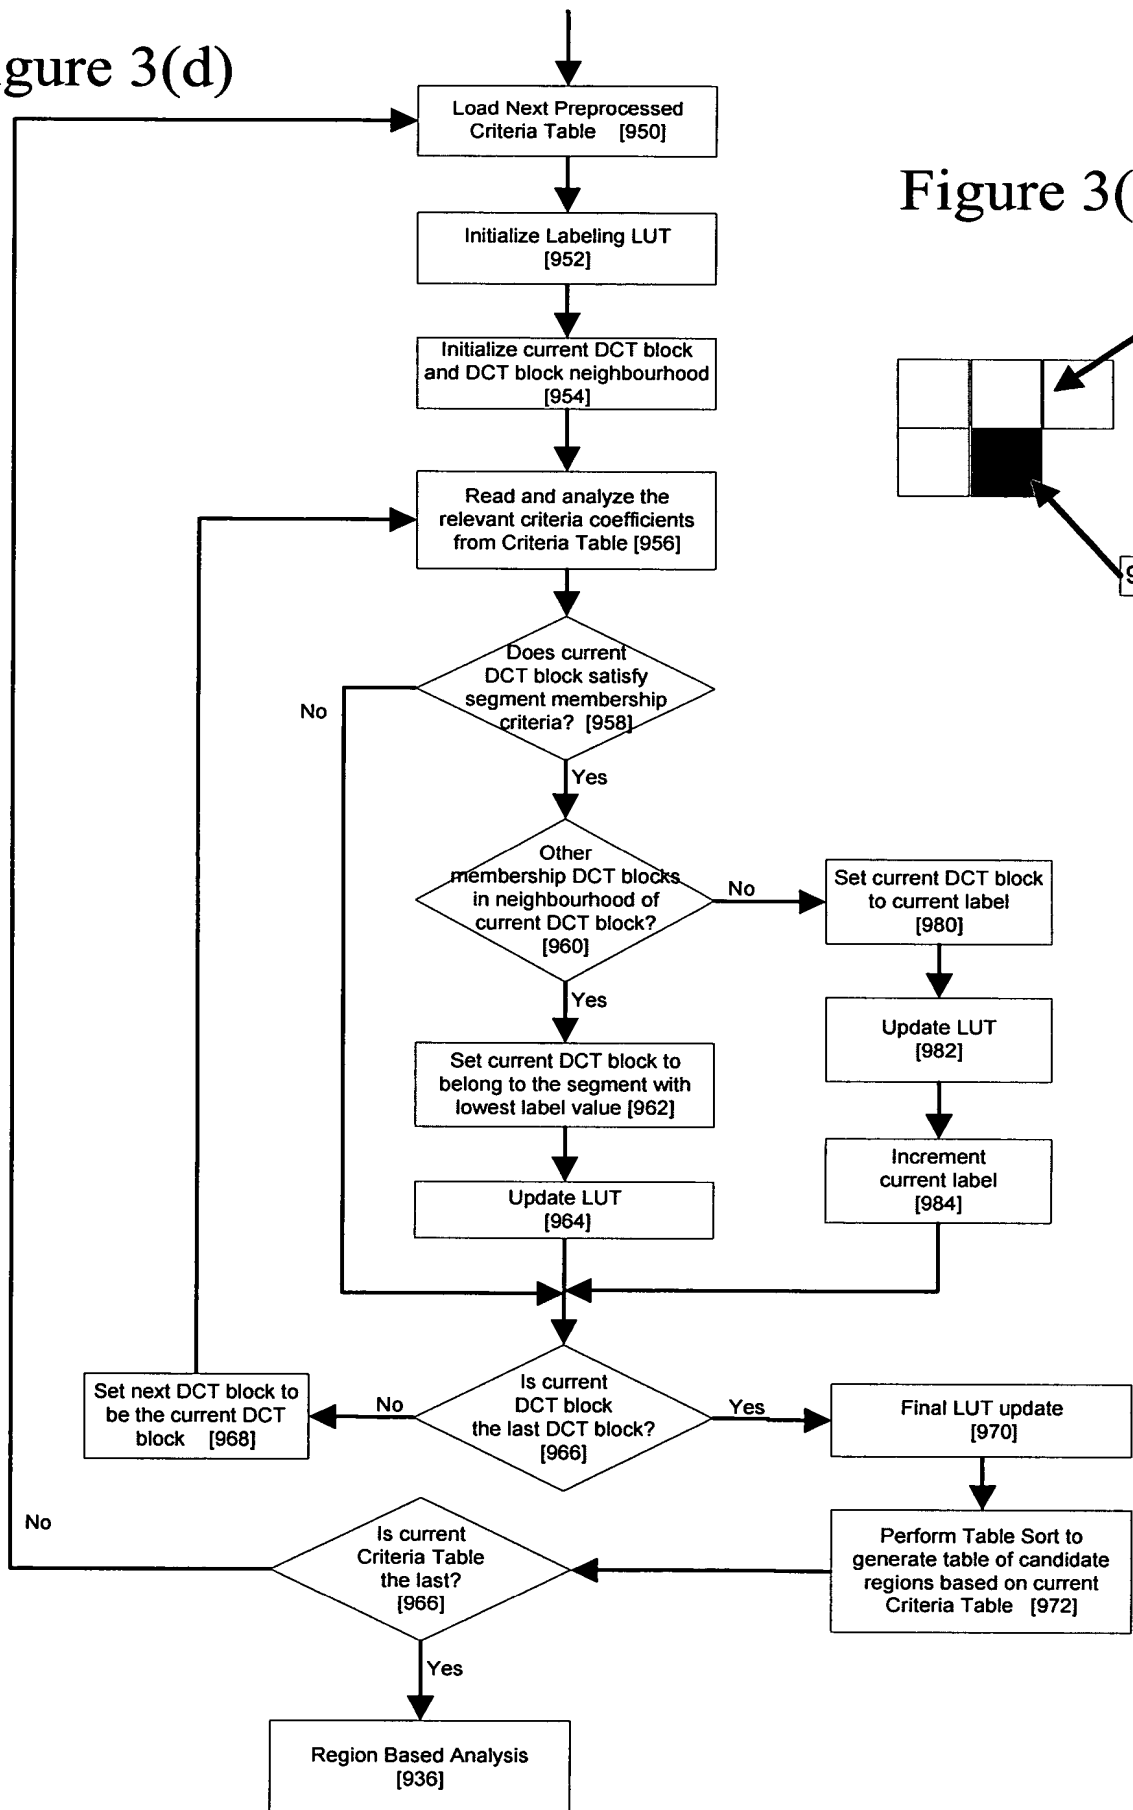 gure 3(d)
Load Next Preprocessed
Criteria Table [950]
Figure 3(
Initialize Labeling LUT
[952]
Initialize current DCT block
and DCT block neighbourhood
[954]
Read and analyze the
relevant criteria coefficients
from Criteria Table [956]
9
Does current
DCT block satisfy
segment membership
criteria? [958]
No
Yes
Other
membership DCT blocks
in neighbourhood of
current DCT block?
[960]
No
Set current DCT block
to current label
[980]
Yes
Update LUT
[982]
Set current DCT block to
belong to the segment with
lowest label value [962]
Increment
current label
[984]
Update LUT
[964]
Set next DCT block to
be the current DCT
block [968]
No
Is current
DCT block
the last DCT block?
[966]
Yes
Final LUT update
[970]
No
Is current
Criteria Table
the last?
[966]
Perform Table Sort to
generate table of candidate
regions based on current
Criteria Table [972]
Yes
Region Based Analysis
[936]